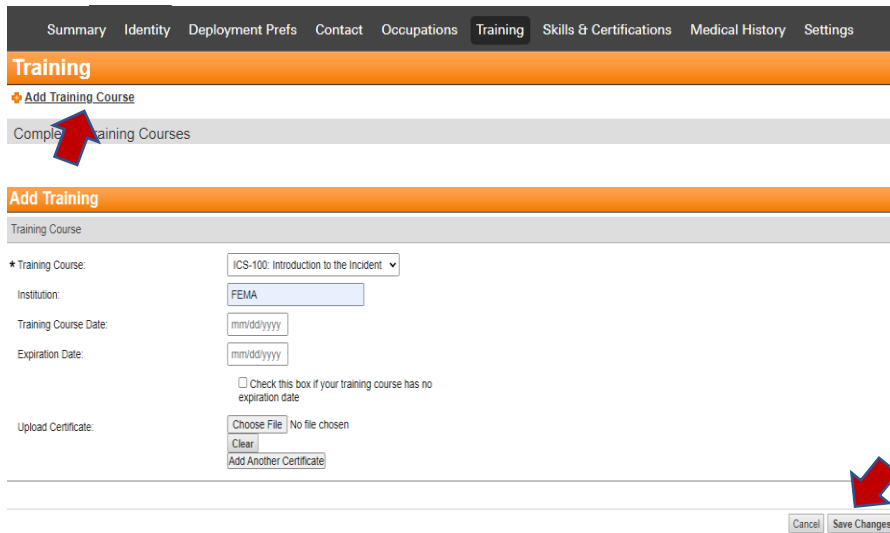 Summary Identity Deployment Prefs Contact Occupations Training Skills & Certifications Medical History Settings
Training
Add Training Course
Training Courses
Add Training
Training Course
* Training Course: ICS-100: Introduction to the Incident
Institution: FEMA
Training Course Date: mm/dd/yyyy
Expiration Date: mm/dd/yyyy
Check this box if your training course has no
expiration date
Upload Certificate: Choose File No file chosen
Clear
Add Another Certificate
Cancel Save Changes